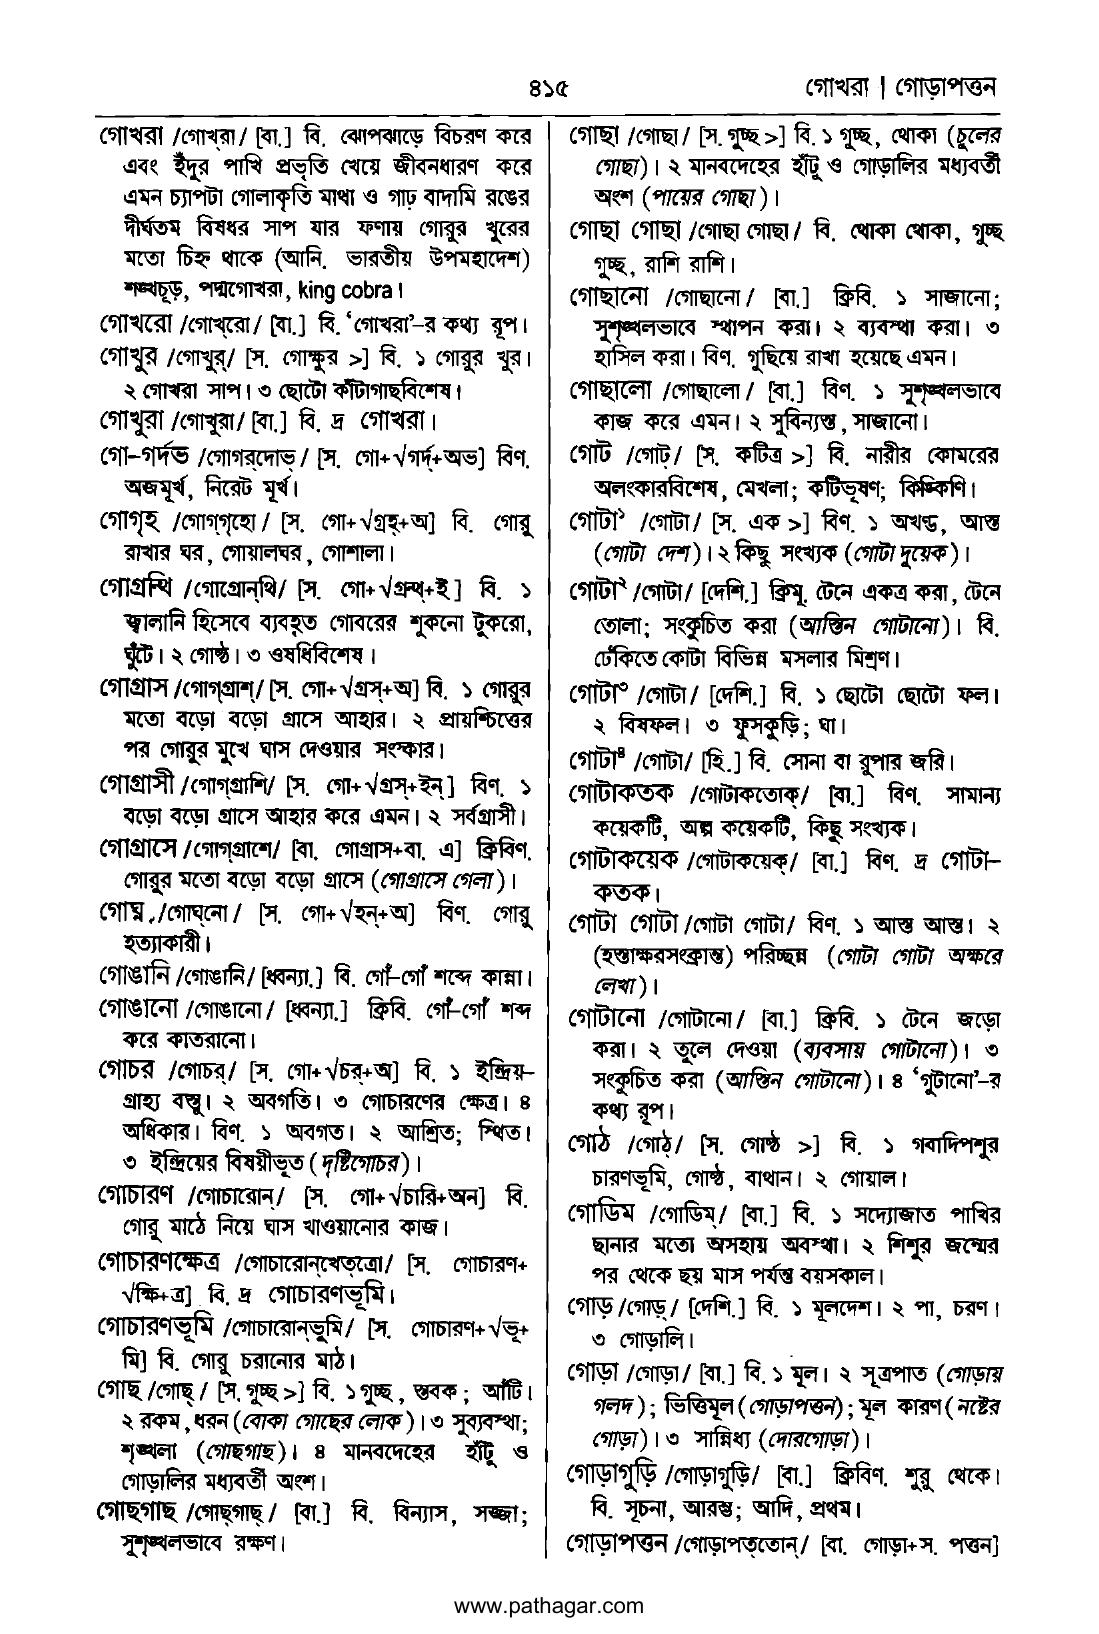 ৪১৫
গোখরা | গোড়াপত্তন
গোখরা /গোখ্‌রা/ [বা.] বি. ঝোপঝাড়ে বিচরণ করে
এবং ইঁদুর পাখি প্রভৃতি খেয়ে জীবনধারণ করে
এমন চ্যাপটা গোলাকৃতি মাথা ও গাঢ় বাদামি রঙের
দীর্ঘতম বিষধর সাপ যার ফণায় গোরুর খুরের
মতো চিহ্ন থাকে (আনি. ভারতীয় উপমহাদেশ)
শঙ্খচূড়, পদ্মগোখরা, king cobra।
গোখরো /গোখ্‌রো/ [বা.] বি. ‘গোখরা’-র কথ্য রূপ।
গোখুর /গোখুর্/ [স. গোক্ষুর >] বি. ১ গোরুর খুর।
২ গোখরা সাপ। ৩ ছোটো কাঁটাগাছবিশেষ।
গোখুরা /গোখুরা/ [বা.] বি. দ্র গোখরা।
গো-গর্দভ /গোগর্‌দোভ্/ [স. গো+√গর্দ্+অভ] বিণ.
অজমূর্খ, নিরেট মূর্খ।
গোগৃহ /গোগ্‌গৃহো/ [স. গো+√গ্রহ্+অ] বি. গোরু
রাখার ঘর, গোয়ালঘর, গোশালা।
গোগ্রন্থি /গোগ্রোন্‌থি/ [স. গো+√গ্রন্থ্+ই] বি. ১
জ্বালানি হিসেবে ব্যবহৃত গোবরের শুকনো টুকরো,
ঘুঁটে। ২ গোষ্ঠ। ৩ ওষধিবিশেষ।
গোগ্রাস /গোগ্‌গ্রাশ্/ [স. গো+√গ্রস্+অ] বি. ১ গোরুর
মতো বড়ো বড়ো গ্রাসে আহার। ২ প্রায়শ্চিত্তের
পর গোরুর মুখে ঘাস দেওয়ার সংস্কার।
গোগ্রাসী /গোগ্‌গ্রাশি/ [স. গো+√গ্রস্+ইন্] বিণ. ১
বড়ো বড়ো গ্রাসে আহার করে এমন। ২ সর্বগ্রাসী।
গোগ্রাসে /গোগ্‌গ্রাশে/ [বা. গোগ্রাস+বা. এ] ক্রিবিণ.
গোরুর মতো বড়ো বড়ো গ্রাসে (গোগ্রাসে গেলা)।
গোঘ্ন /গোঘ্‌নো/ [স. গো+√হন্+অ] বিণ. গোরু
হত্যাকারী।
গোঙানি /গোঙানি/ [ধ্বন্যা.] বি. গোঁ-গোঁ শব্দে কান্না।
গোঙানো /গোঙানো/ [ধ্বন্যা.] ক্রিবি. গোঁ-গোঁ শব্দ
করে কাতরানো।
গোচর /গোচর্/ [স. গো+√চর্+অ] বি. ১ ইন্দ্রিয়-
গ্রাহ্য বস্তু। ২ অবগতি। ৩ গোচারণের ক্ষেত্র। ৪
অধিকার। বিণ. ১ অবগত। ২ আশ্রিত; স্থিত।
৩ ইন্দ্রিয়ের বিষয়ীভূত (দৃষ্টিগোচর)।
গোচারণ /গোচারোন্/ [স. গো+√চারি+অন] বি.
গোরু মাঠে নিয়ে ঘাস খাওয়ানোর কাজ।
গোচারণক্ষেত্র /গোচারোন্‌খেত্‌ত্রো/ [স. গোচারণ+
√ক্ষি+ত্র] বি. দ্র গোচারণভূমি।
গোচারণভূমি /গোচারোন্‌ভুমি/ [স. গোচারণ+√ভূ+
মি] বি. গোরু চরানোর মাঠ।
গোছ /গোছ্/ [স. গুচ্ছ >] বি. ১ গুচ্ছ, স্তবক; আঁটি।
২ রকম, ধরন (বোকা গোছের লোক)। ৩ সুব্যবস্থা;
শৃঙ্খলা (গোছগাছ)। ৪ মানবদেহের হাঁটু ও
গোড়ালির মধ্যবর্তী অংশ।
গোছগাছ /গোছ্‌গাছ্/ [বা.] বি. বিন্যাস, সজ্জা;
সুশৃঙ্খলভাবে রক্ষণ।
গোছা /গোছা/ [স. গুচ্ছ >] বি. ১ গুচ্ছ, থোকা (চুলের
গোছা)। ২ মানবদেহের হাঁটু ও গোড়ালির মধ্যবর্তী
অংশ (পায়ের গোছা)।
গোছা গোছা /গোছা গোছা/ বি. থোকা থোকা, গুচ্ছ
গুচ্ছ, রাশি রাশি।
গোছানো /গোছানো/ [বা.] ক্রিবি. ১ সাজানো;
সুশৃঙ্খলভাবে স্থাপন করা। ২ ব্যবস্থা করা। ৩
হাসিল করা। বিণ. গুছিয়ে রাখা হয়েছে এমন।
গোছালো /গোছালো/ [বা.] বিণ. ১ সুশৃঙ্খলভাবে
কাজ করে এমন। ২ সুবিন্যস্ত, সাজানো।
গোট /গোট্/ [স. কটিত্র >] বি. নারীর কোমরের
অলংকারবিশেষ, মেখলা; কটিভূষণ; কিঙ্কিণি।
গোটা১ /গোটা/ [স. এক >] বিণ. ১ অখণ্ড, আস্ত
(গোটা দেশ)। ২ কিছু সংখ্যক (গোটা দুয়েক)।
গোটা২ /গোটা/ [দেশি.] ক্রিমূ. টেনে একত্র করা, টেনে
তোলা; সংকুচিত করা (আস্তিন গোটানো)। বি.
ঢেঁকিতে কোটা বিভিন্ন মসলার মিশ্রণ।
গোটা৩ /গোটা/ [দেশি.] বি. ১ ছোটো ছোটো ফল।
২ বিষফল। ৩ ফুসকুড়ি; ঘা।
গোটা৪ /গোটা/ [হি.] বি. সোনা বা রুপার জরি।
গোটাকতক /গোটাকতোক্/ [বা.] বিণ. সামান্য
কয়েকটি, অল্প কয়েকটি, কিছু সংখ্যক।
গোটাকয়েক /গোটাকয়েক্/ [বা.] বিণ. দ্র গোটা-
কতক।
গোটা গোটা /গোটা গোটা/ বিণ. ১ আস্ত আস্ত। ২
(হস্তাক্ষরসংক্রান্ত) পরিচ্ছন্ন (গোটা গোটা অক্ষরে
লেখা)।
গোটানো /গোটানো/ [বা.] ক্রিবি. ১ টেনে জড়ো
করা। ২ তুলে দেওয়া (ব্যবসায় গোটানো)। ৩
সংকুচিত করা (আস্তিন গোটানো)। ৪ ‘গুটানো’-র
কথ্য রূপ।
গোঠ /গোঠ্/ [স. গোষ্ঠ >] বি. ১ গবাদিপশুর
চারণভূমি, গোষ্ঠ, বাথান। ২ গোয়াল।
গোডিম /গোডিম্/ [বা.] বি. ১ সদ্যোজাত পাখির
ছানার মতো অসহায় অবস্থা। ২ শিশুর জন্মের
পর থেকে ছয় মাস পর্যন্ত বয়সকাল।
গোড় /গোড়্/ [দেশি.] বি. ১ মূলদেশ। ২ পা, চরণ।
৩ গোড়ালি।
গোড়া /গোড়া/ [বা.] বি. ১ মূল। ২ সূত্রপাত (গোড়ায়
গলদ); ভিত্তিমূল (গোড়াপত্তন); মূল কারণ (নষ্টের
গোড়া)। ৩ সান্নিধ্য (দোরগোড়া)।
গোড়াগুড়ি /গোড়াগুড়ি/ [বা.] ক্রিবিণ. শুরু থেকে।
বি. সূচনা, আরম্ভ; আদি, প্রথম।
গোড়াপত্তন /গোড়াপত্‌তোন্/ [বা. গোড়া+স. পত্তন]
www.pathagar.com